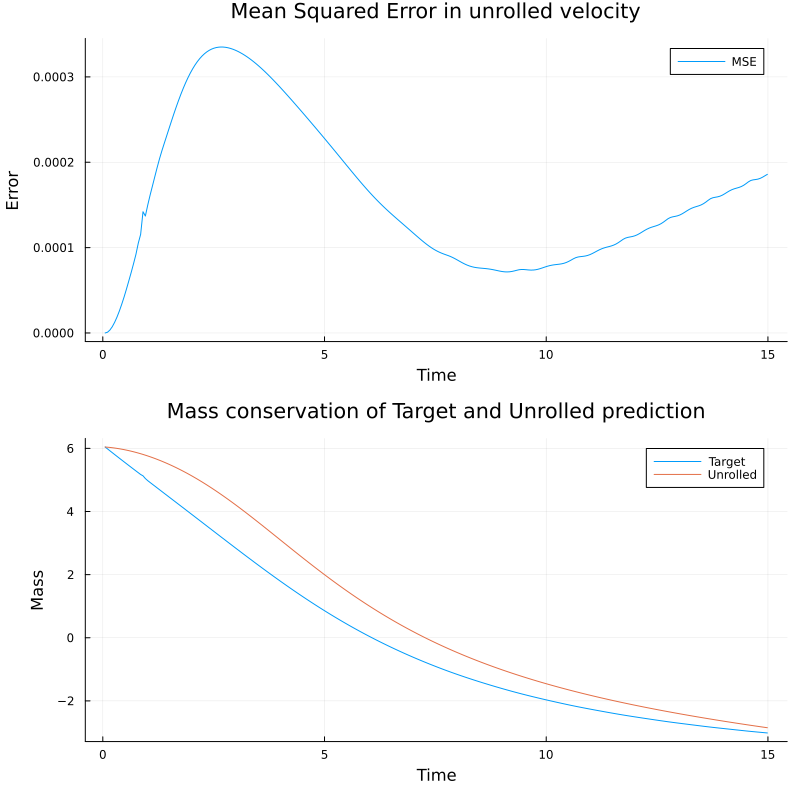 Mean Squared Error in unrolled velocity
MSE
0.0003
0.0002
0.0001
0.0000
Error
0 5 10 15
Time
Mass conservation of Target and Unrolled prediction
Target
Unrolled
6
4
2
0
−2
Mass
0 5 10 15
Time